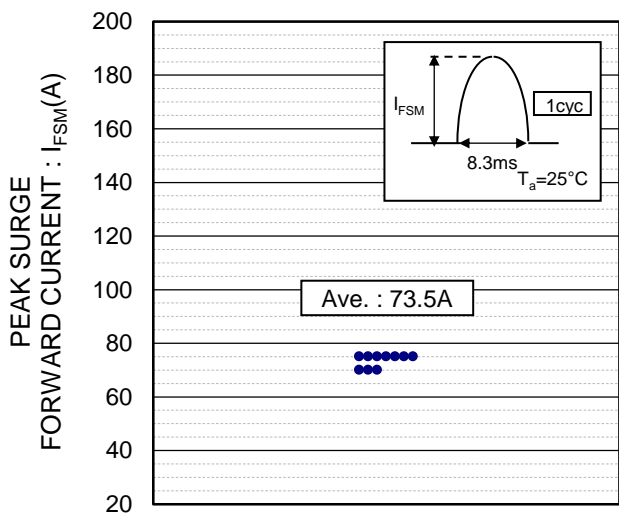 PEAK SURGE
FORWARD CURRENT : IFSM(A)
200
180
160
140
120
100
80
60
40
20
IFSM
1cyc
8.3ms
Ta=25°C
Ave. : 73.5A